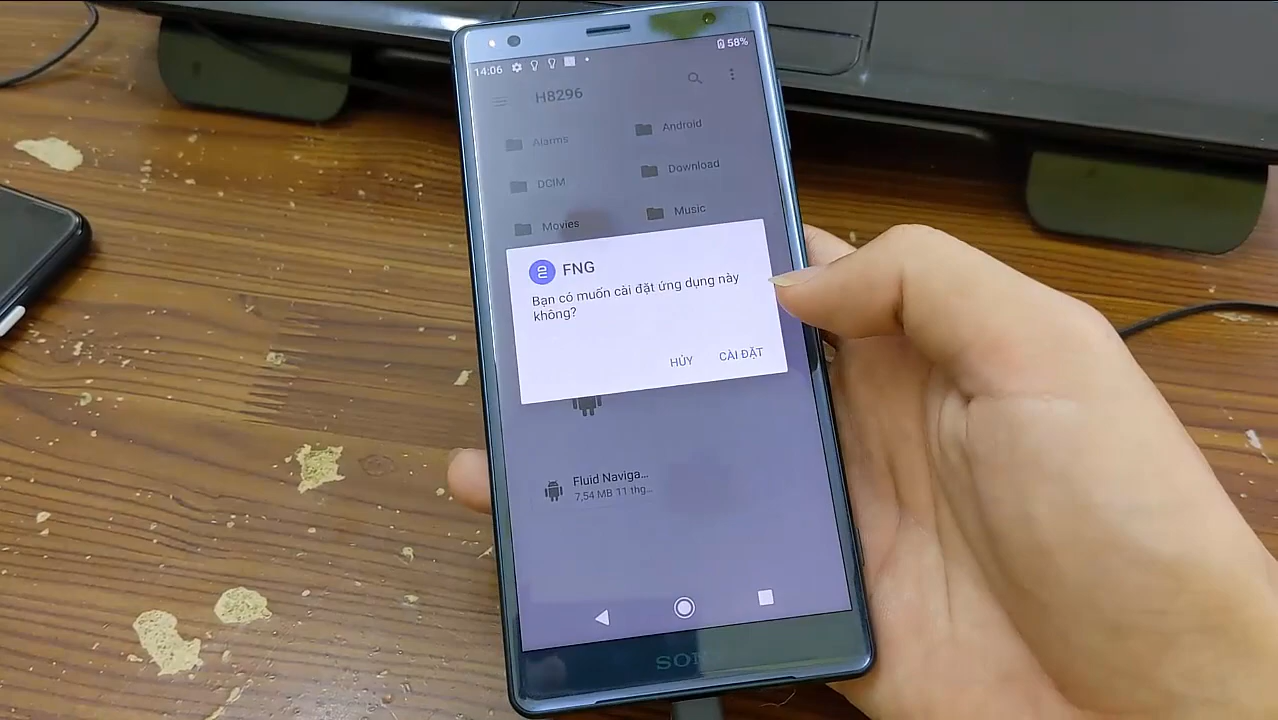 14:06
58%
H8296
Alarms
Android
DCIM
Download
Movies
Music
FNG
Bạn có muốn cài đặt ứng dụng này
không?
HỦY
CÀI ĐẶT
Fluid Naviga...
7,54 MB 11 thg...
SONY